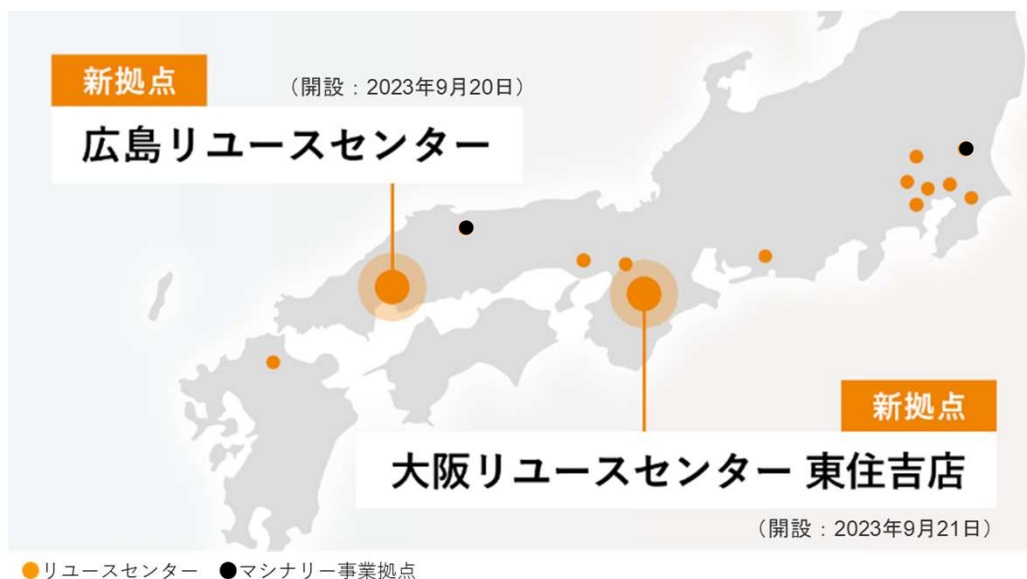 新拠点
（開設：2023年9月20日）
広島リユースセンター
新拠点
大阪リユースセンター 東住吉店
（開設：2023年9月21日）
●リユースセンター ●マシナリー事業拠点